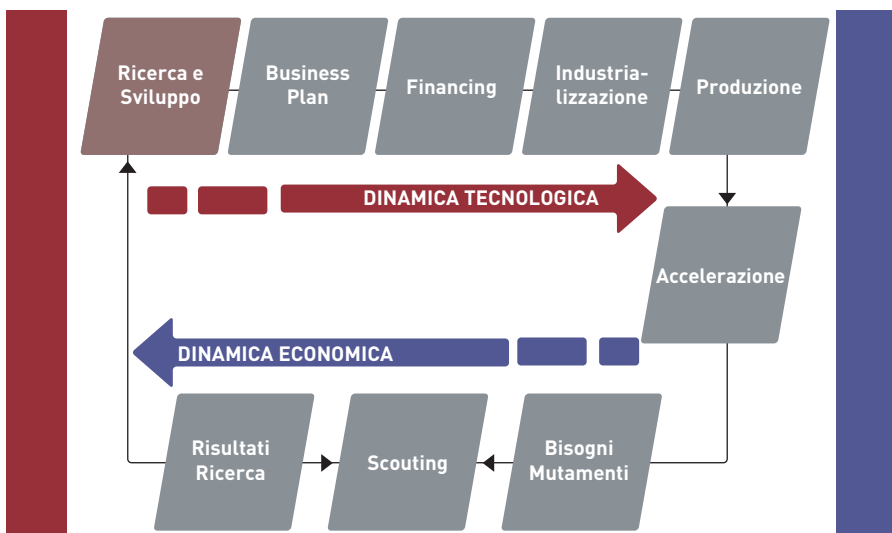 Ricerca e
Sviluppo
Business
Plan
Financing
Industria-
lizzazione
Produzione
DINAMICA TECNOLOGICA
Accelerazione
DINAMICA ECONOMICA
Risultati
Ricerca
Scouting
Bisogni
Mutamenti